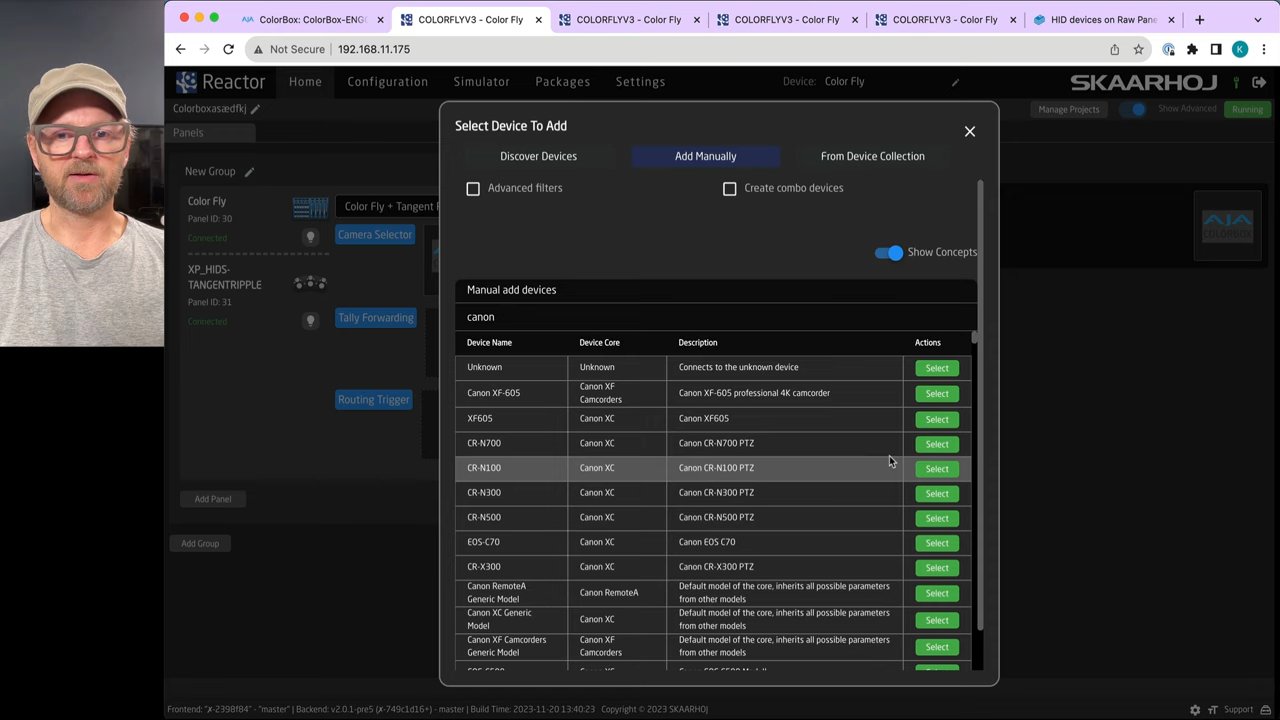 ColorBox: ColorBox-ENG
COLORFLYV3 - Color Fly
COLORFLYV3 - Color Fly
COLORFLYV3 - Color Fly
COLORFLYV3 - Color Fly
HID devices on Raw Pane
Not Secure
192.168.11.175
K
Reactor
Home
Configuration
Simulator
Packages
Settings
Device:
Color Fly
SKAARHOJ
Colorboxasædfkj
Manage Projects
Show Advanced
Running
Panels
New Group
Color Fly
Panel ID: 30
Connected
Color Fly + Tangent R
Camera Selector
XP_HIDS-
TANGENTRIPPLE
Panel ID: 31
Connected
Tally Forwarding
Routing Trigger
Add Panel
Add Group
AJA
COLORBOX
Select Device To Add
Discover Devices
Add Manually
From Device Collection
Advanced filters
Create combo devices
Show Concepts
Manual add devices
canon
Device Name Device Core Description Actions
Unknown Unknown Connects to the unknown device Select
Canon XF-605 Canon XF Camcorders Canon XF-605 professional 4K camcorder Select
XF605 Canon XC Canon XF605 Select
CR-N700 Canon XC Canon CR-N700 PTZ Select
CR-N100 Canon XC Canon CR-N100 PTZ Select
CR-N300 Canon XC Canon CR-N300 PTZ Select
CR-N500 Canon XC Canon CR-N500 PTZ Select
EOS-C70 Canon XC Canon EOS C70 Select
CR-X300 Canon XC Canon CR-X300 PTZ Select
Canon RemoteA Generic Model Canon RemoteA Default model of the core, inherits all possible parameters from other models Select
Canon XC Generic Model Canon XC Default model of the core, inherits all possible parameters from other models Select
Canon XF Camcorders Generic Model Canon XF Camcorders Default model of the core, inherits all possible parameters from other models Select
Frontend: "X-2398f84" - "master" | Backend: v2.0.1-pre5 (X-749c1d16+) - master | Build Time: 2023-11-20 13:40:23 Copyright © 2023 SKAARHOJ
Support